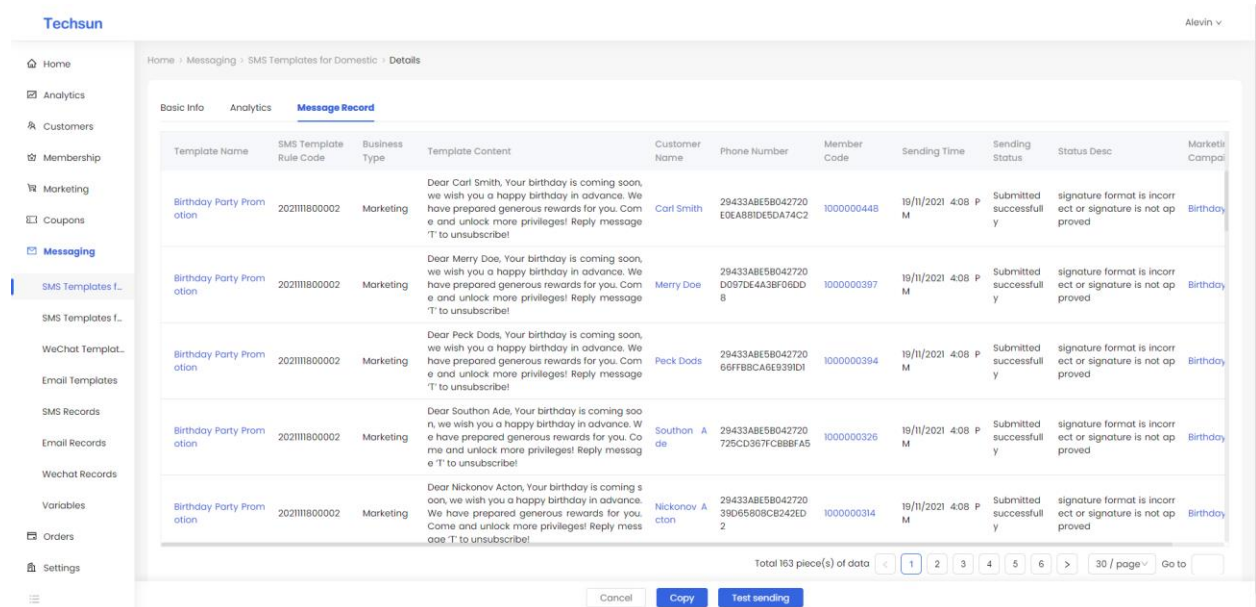 Techsun
Alevin
Home
Analytics
Customers
Membership
Marketing
Coupons
Messaging
SMS Templates f...
SMS Templates f...
WeChat Templat...
Email Templates
SMS Records
Email Records
Wechat Records
Variables
Orders
Settings
Home > Messaging > SMS Templates for Domestic > Details
Basic Info Analytics Message Record
Template Name
SMS Template
Rule Code
Business
Type
Template Content
Customer
Name
Phone Number
Member
Code
Sending Time
Sending
Status
Status Desc
Marketin
Campai
Birthday Party Prom
otion
2021111800002
Marketing
Dear Carl Smith, Your birthday is coming soon,
we wish you a happy birthday in advance. We
have prepared generous rewards for you. Com
e and unlock more privileges! Reply message
'T' to unsubscribe!
Carl Smith
29433ABE5B042720
E0EA881DE5DA74C2
1000000448
19/11/2021 4:08 P
M
Submitted
successfull
y
signature format is incorr
ect or signature is not ap
proved
Birthday
Birthday Party Prom
otion
2021111800002
Marketing
Dear Merry Doe, Your birthday is coming soon,
we wish you a happy birthday in advance. We
have prepared generous rewards for you. Com
e and unlock more privileges! Reply message
'T' to unsubscribe!
Merry Doe
29433ABE5B042720
D097DE4A3BF06DD
8
1000000397
19/11/2021 4:08 P
M
Submitted
successfull
y
signature format is incorr
ect or signature is not ap
proved
Birthday
Birthday Party Prom
otion
2021111800002
Marketing
Dear Peck Dods, Your birthday is coming soon,
we wish you a happy birthday in advance. We
have prepared generous rewards for you. Com
e and unlock more privileges! Reply message
'T' to unsubscribe!
Peck Dods
29433ABE5B042720
66FFB8CA6E9391D1
1000000394
19/11/2021 4:08 P
M
Submitted
successfull
y
signature format is incorr
ect or signature is not ap
proved
Birthday
Birthday Party Prom
otion
2021111800002
Marketing
Dear Southon Ade, Your birthday is coming soo
n, we wish you a happy birthday in advance. W
e have prepared generous rewards for you. Co
me and unlock more privileges! Reply messag
e 'T' to unsubscribe!
Southon A
de
29433ABE5B042720
725CD367FCBBBFA5
1000000326
19/11/2021 4:08 P
M
Submitted
successfull
y
signature format is incorr
ect or signature is not ap
proved
Birthday
Birthday Party Prom
otion
2021111800002
Marketing
Dear Nickonov Acton, Your birthday is coming s
oon, we wish you a happy birthday in advance.
We have prepared generous rewards for you.
Come and unlock more privileges! Reply mess
age 'T' to unsubscribe!
Nickonov A
cton
29433ABE5B042720
39D65808CB242ED
2
1000000314
19/11/2021 4:08 P
M
Submitted
successfull
y
signature format is incorr
ect or signature is not ap
proved
Birthday
Total 163 piece(s) of data < 1 2 3 4 5 6 > 30 / page Go to
Cancel Copy Test sending